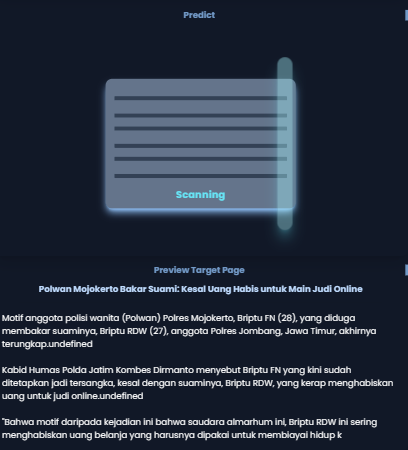 Predict
Scanning
Preview Target Page
Polwan Mojokerto Bakar Suami: Kesal Uang Habis untuk Main Judi Online
Motif anggota polisi wanita (Polwan) Polres Mojokerto, Briptu FN (28), yang diduga
membakar suaminya, Briptu RDW (27), anggota Polres Jombang, Jawa Timur, akhirnya
terungkap.undefined
Kabid Humas Polda Jatim Kombes Dirmanto menyebut Briptu FN yang kini sudah
ditetapkan jadi tersangka, kesal dengan suaminya, Briptu RDW, yang kerap menghabiskan
uang untuk judi online.undefined
"Bahwa motif daripada kejadian ini bahwa saudara almarhum ini, Briptu RDW ini sering
menghabiskan uang belanja yang harusnya dipakai untuk membiayai hidup k